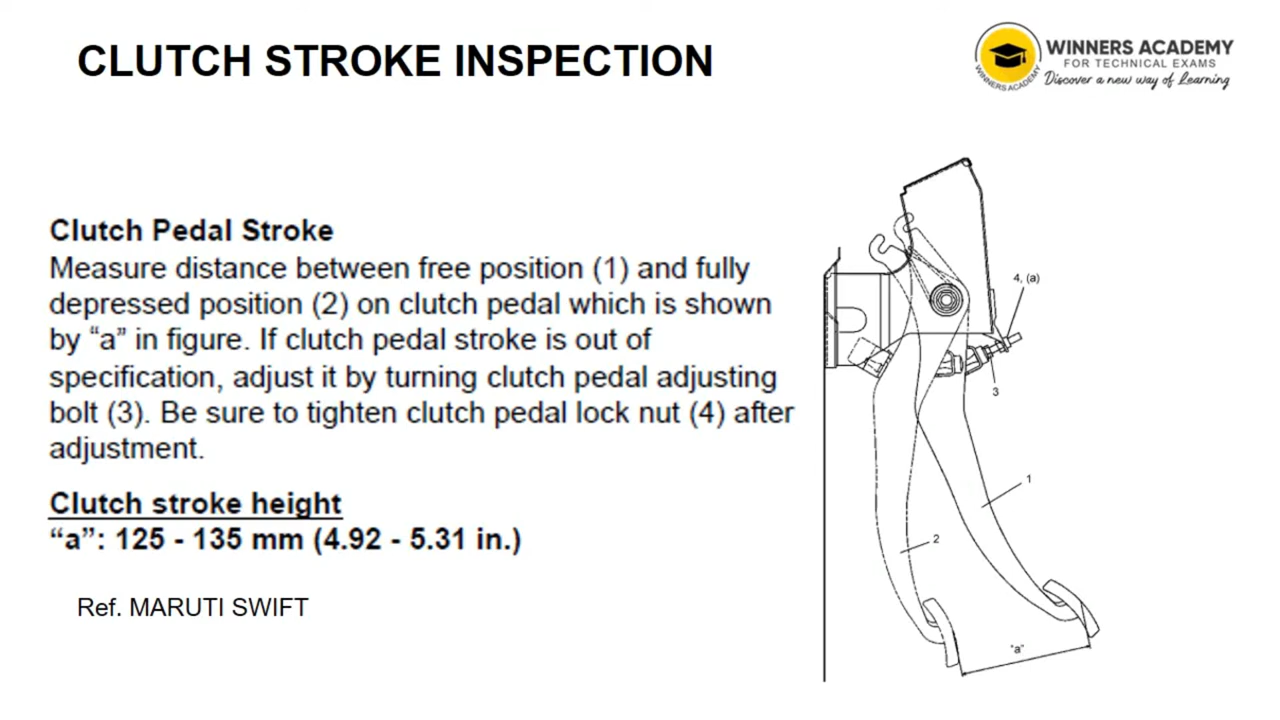 CLUTCH STROKE INSPECTION
WINNERS ACADEMY
FOR TECHNICAL EXAMS
Discover a new way of Learning
WINNERS ACADEMY
Clutch Pedal Stroke
Measure distance between free position (1) and fully
depressed position (2) on clutch pedal which is shown
by “a” in figure. If clutch pedal stroke is out of
specification, adjust it by turning clutch pedal adjusting
bolt (3). Be sure to tighten clutch pedal lock nut (4) after
adjustment.
Clutch stroke height
“a”: 125 - 135 mm (4.92 - 5.31 in.)
Ref. MARUTI SWIFT
4, (a)
3
1
2
“a”